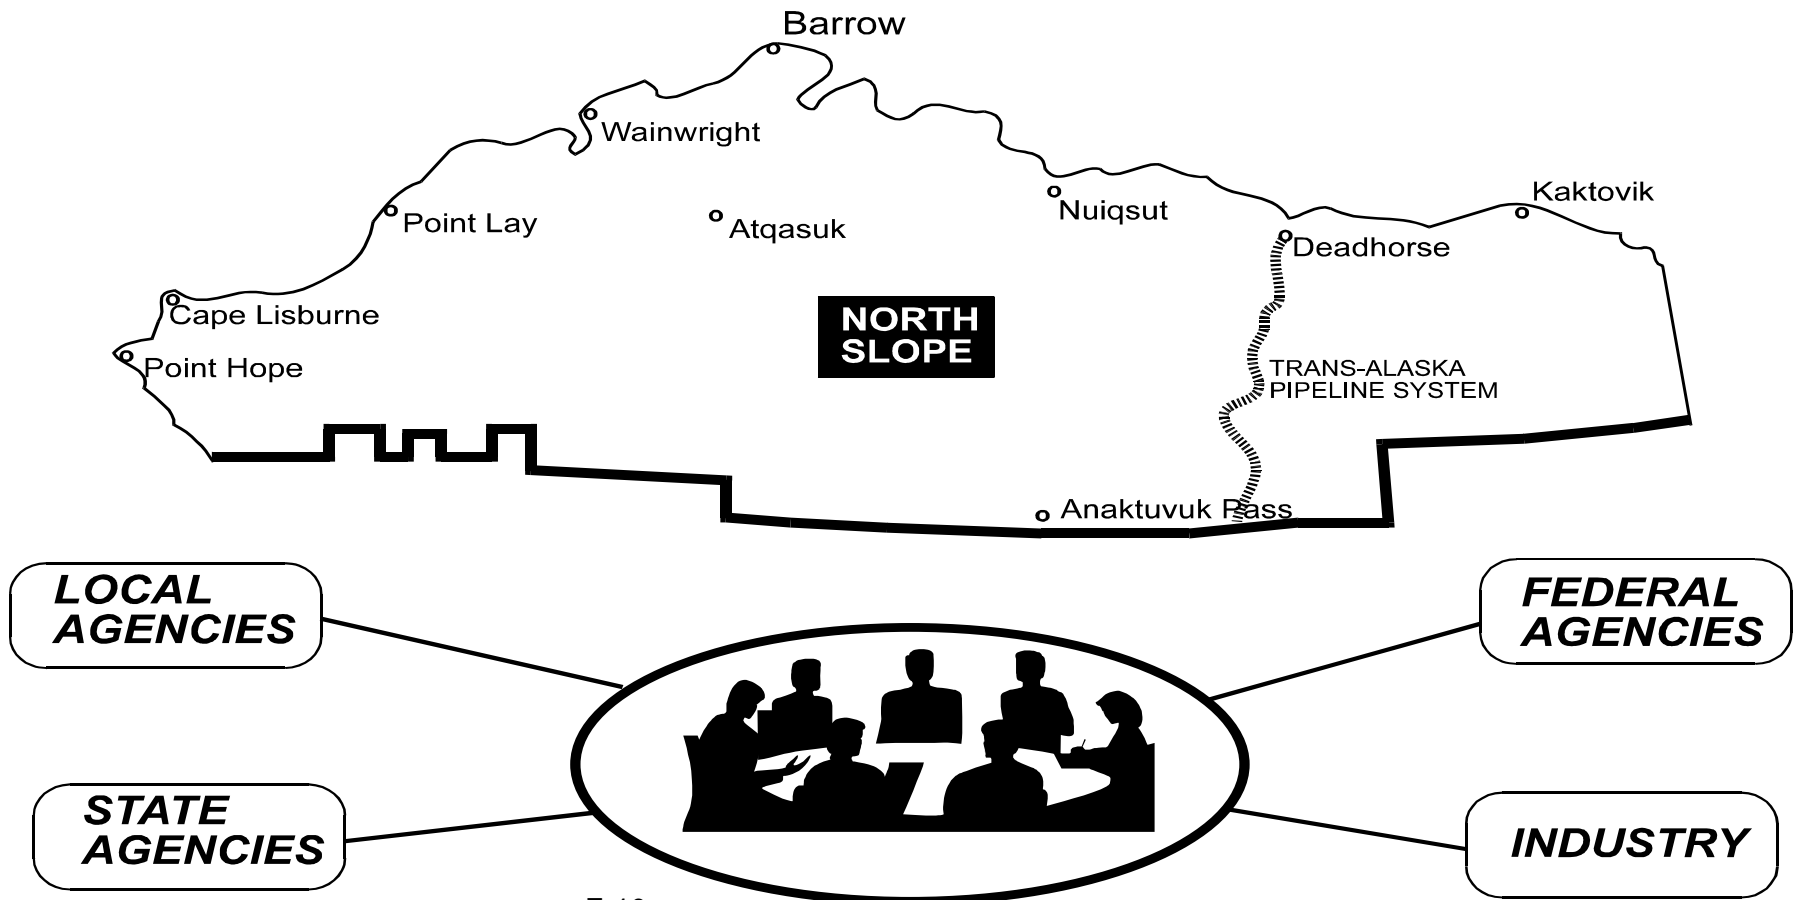 Barrow
Wainwright
Kaktovik
Point Lay
Atqasuk
Nuiqsut
Deadhorse
Cape Lisburne
NORTH
SLOPE
Point Hope
TRANS-ALASKA
PIPELINE SYSTEM
Anaktuvuk Pass
LOCAL
AGENCIES
FEDERAL
AGENCIES
STATE
AGENCIES
INDUSTRY